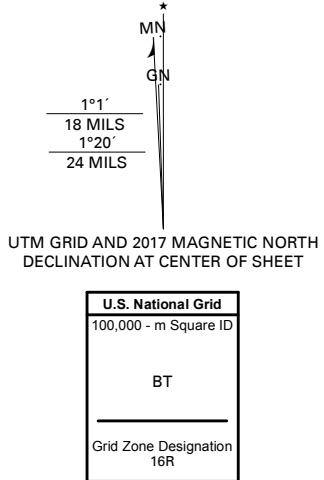 MN
GN
1°1´
18 MILS
1°20´
24 MILS
UTM GRID AND 2017 MAGNETIC NORTH
DECLINATION AT CENTER OF SHEET
U.S. National Grid
100,000 - m Square ID
BT
Grid Zone Designation
16R